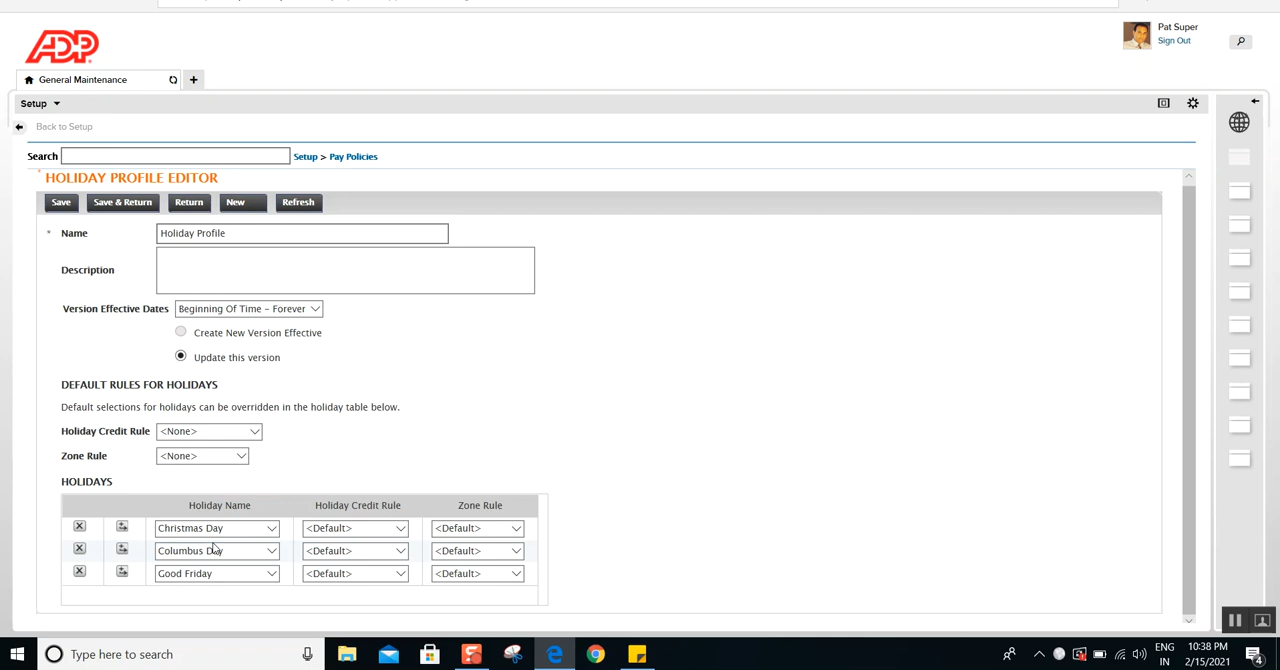 ADP
Pat Super
Sign Out
General Maintenance
+
Setup
Back to Setup
Search
Setup > Pay Policies
* HOLIDAY PROFILE EDITOR
Save
Save & Return
Return
New
Refresh
* Name
Holiday Profile
Description
Version Effective Dates
Beginning Of Time - Forever
Create New Version Effective
Update this version
DEFAULT RULES FOR HOLIDAYS
Default selections for holidays can be overridden in the holiday table below.
Holiday Credit Rule
<None>
Zone Rule
<None>
HOLIDAYS
Holiday Name Holiday Credit Rule Zone Rule
Christmas Day <Default> <Default>
Columbus Day <Default> <Default>
Good Friday <Default> <Default>
Type here to search
ENG
IN
10:38 PM
2/15/2021
4